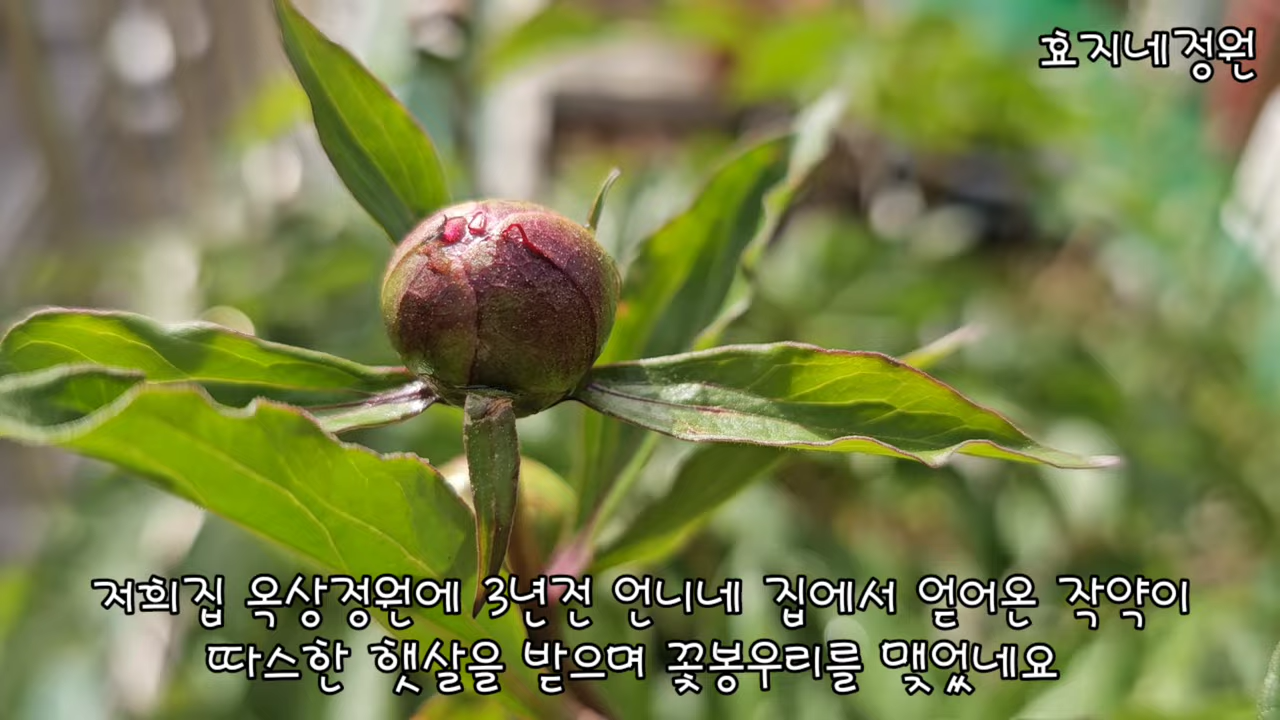 효지네정원
저희집 옥상정원에 3년전 언니네 집에서 얻어온 작약이
따스한 햇살을 받으며 꽃봉우리를 맺었네요